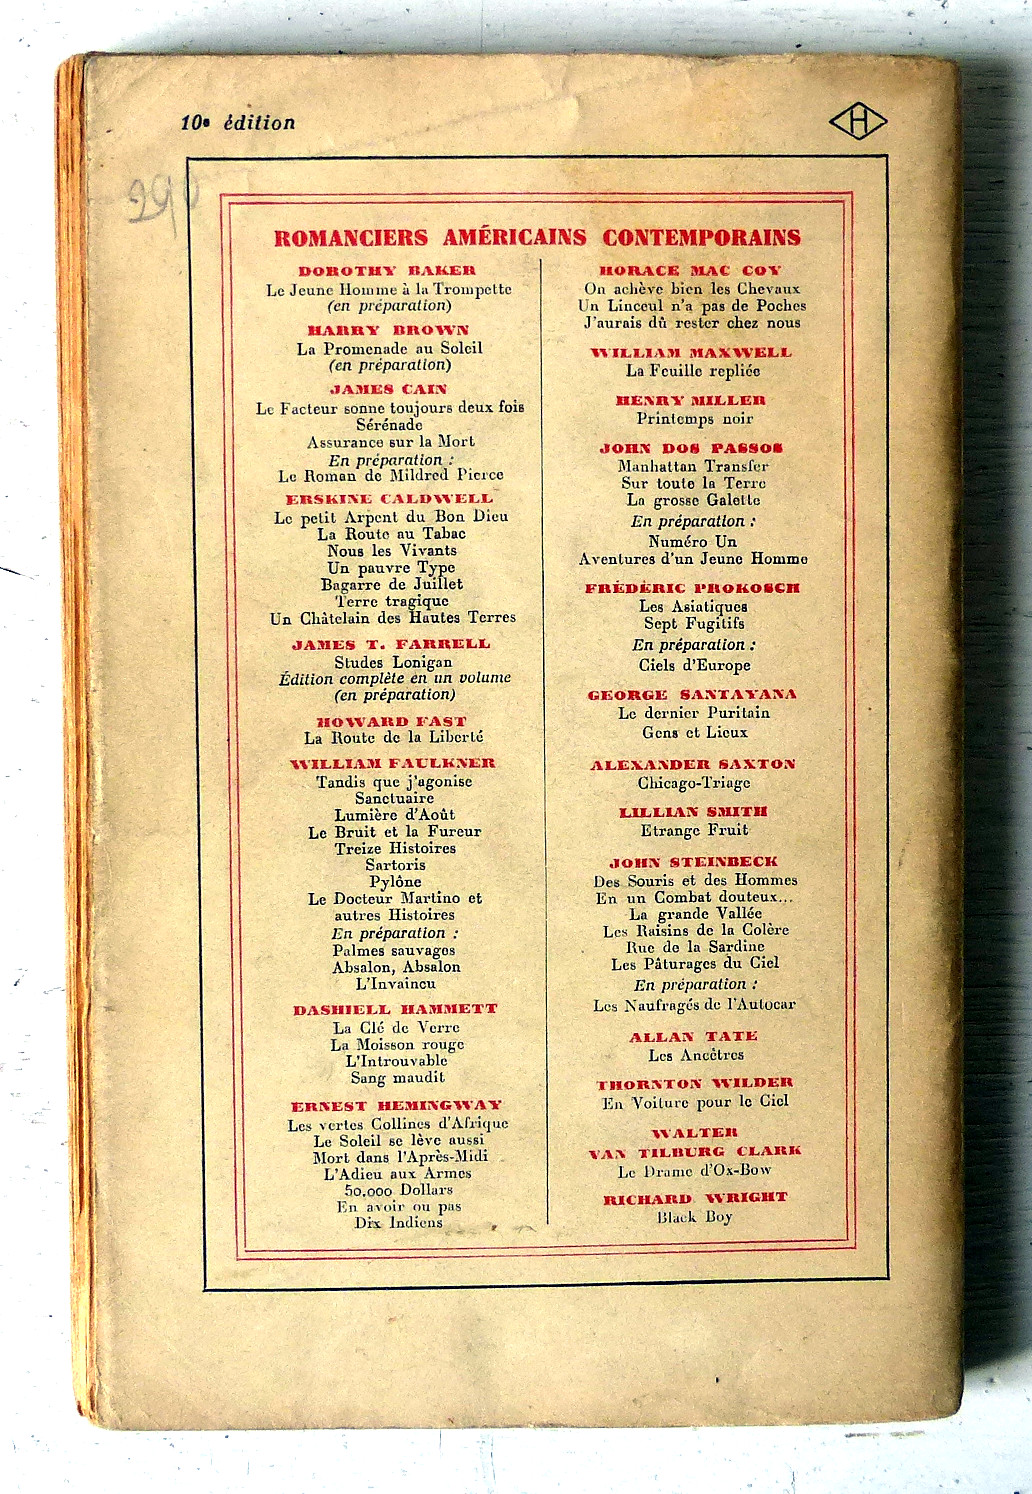 10e édition
H
290
ROMANCIERS AMÉRICAINS CONTEMPORAINS
DOROTHY BAKER
Le Jeune Homme à la Trompette
(en préparation)
HARRY BROWN
La Promenade au Soleil
(en préparation)
JAMES CAIN
Le Facteur sonne toujours deux fois
Sérénade
Assurance sur la Mort
En préparation :
Le Roman de Mildred Pierce
ERSKINE CALDWELL
Le petit Arpent du Bon Dieu
La Route au Tabac
Nous les Vivants
Un pauvre Type
Bagarre de Juillet
Terre tragique
Un Châtelain des Hautes Terres
JAMES T. FARRELL
Studes Lonigan
Édition complète en un volume
(en préparation)
HOWARD FAST
La Route de la Liberté
WILLIAM FAULKNER
Tandis que j'agonise
Sanctuaire
Lumière d'Août
Le Bruit et la Fureur
Treize Histoires
Sartoris
Pylône
Le Docteur Martino et
autres Histoires
En préparation :
Palmes sauvages
Absalon, Absalon
L'Invaincu
DASHIELL HAMMETT
La Clé de Verre
La Moisson rouge
L'Introuvable
Sang maudit
ERNEST HEMINGWAY
Les vertes Collines d'Afrique
Le Soleil se lève aussi
Mort dans l'Après-Midi
L'Adieu aux Armes
50.000 Dollars
En avoir ou pas
Dix Indiens
HORACE MAC COY
On achève bien les Chevaux
Un Linceul n'a pas de Poches
J'aurais dû rester chez nous
WILLIAM MAXWELL
La Feuille repliée
HENRY MILLER
Printemps noir
JOHN DOS PASSOS
Manhattan Transfer
Sur toute la Terre
La grosse Galette
En préparation :
Numéro Un
Aventures d'un Jeune Homme
FRÉDÉRIC PROKOSCH
Les Asiatiques
Sept Fugitifs
En préparation :
Ciels d'Europe
GEORGE SANTAYANA
Le dernier Puritain
Gens et Lieux
ALEXANDER SAXTON
Chicago-Triage
LILLIAN SMITH
Etrange Fruit
JOHN STEINBECK
Des Souris et des Hommes
En un Combat douteux...
La grande Vallée
Les Raisins de la Colère
Rue de la Sardine
Les Pâturages du Ciel
En préparation :
Les Naufragés de l'Autocar
ALLAN TATE
Les Ancêtres
THORNTON WILDER
En Voiture pour le Ciel
WALTER
VAN TILBURG CLARK
Le Drame d'Ox-Bow
RICHARD WRIGHT
Black Boy